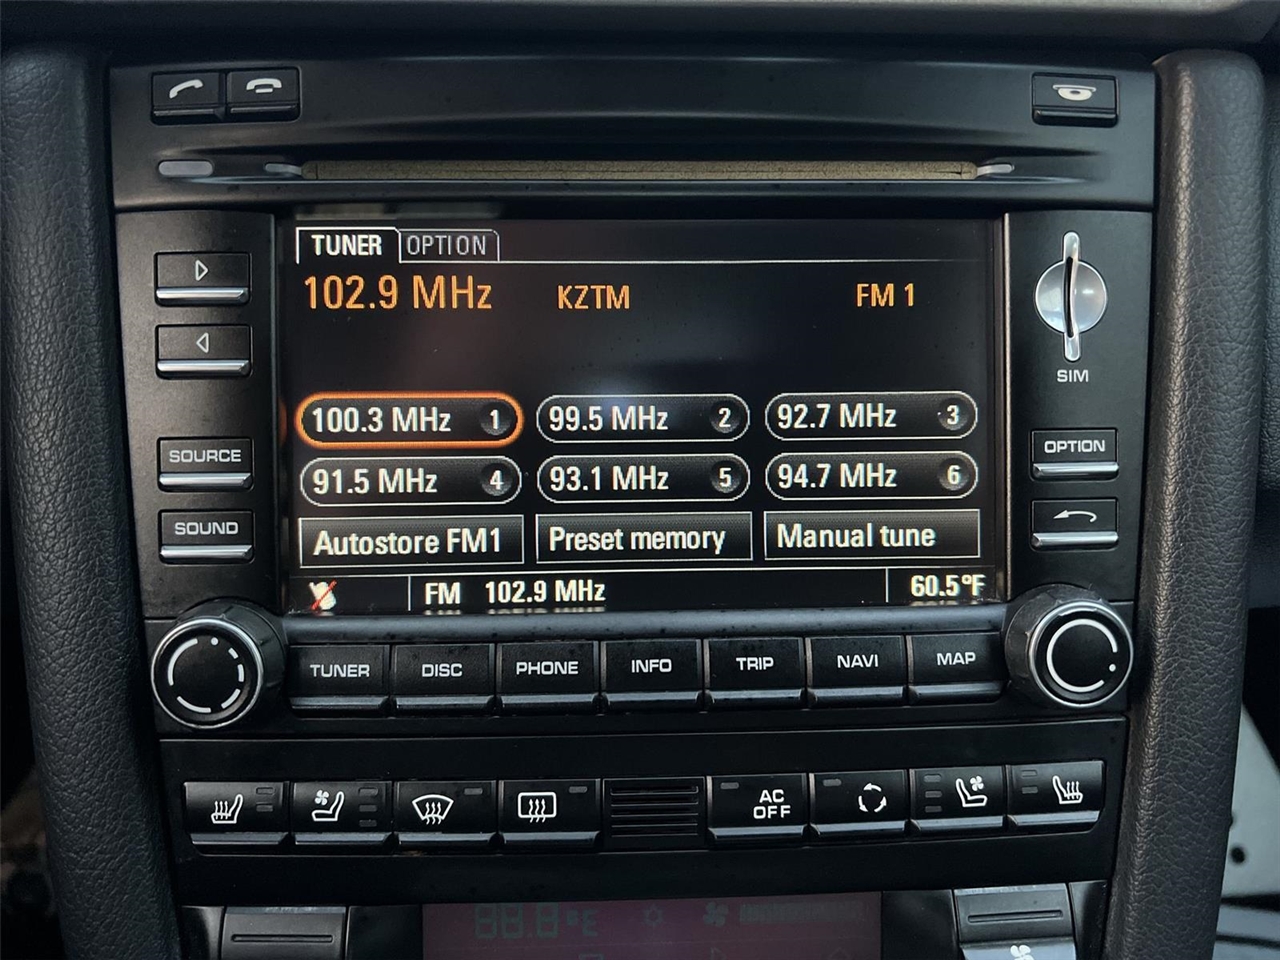 TUNER OPTION
102.9 MHz KZTM FM 1
100.3 MHz 1 99.5 MHz 2 92.7 MHz 3
91.5 MHz 4 93.1 MHz 5 94.7 MHz 6
Autostore FM1 Preset memory Manual tune
FM 102.9 MHz 60.5°F
SOURCE
SOUND
SIM
OPTION
TUNER DISC PHONE INFO TRIP NAVI MAP
AC
OFF